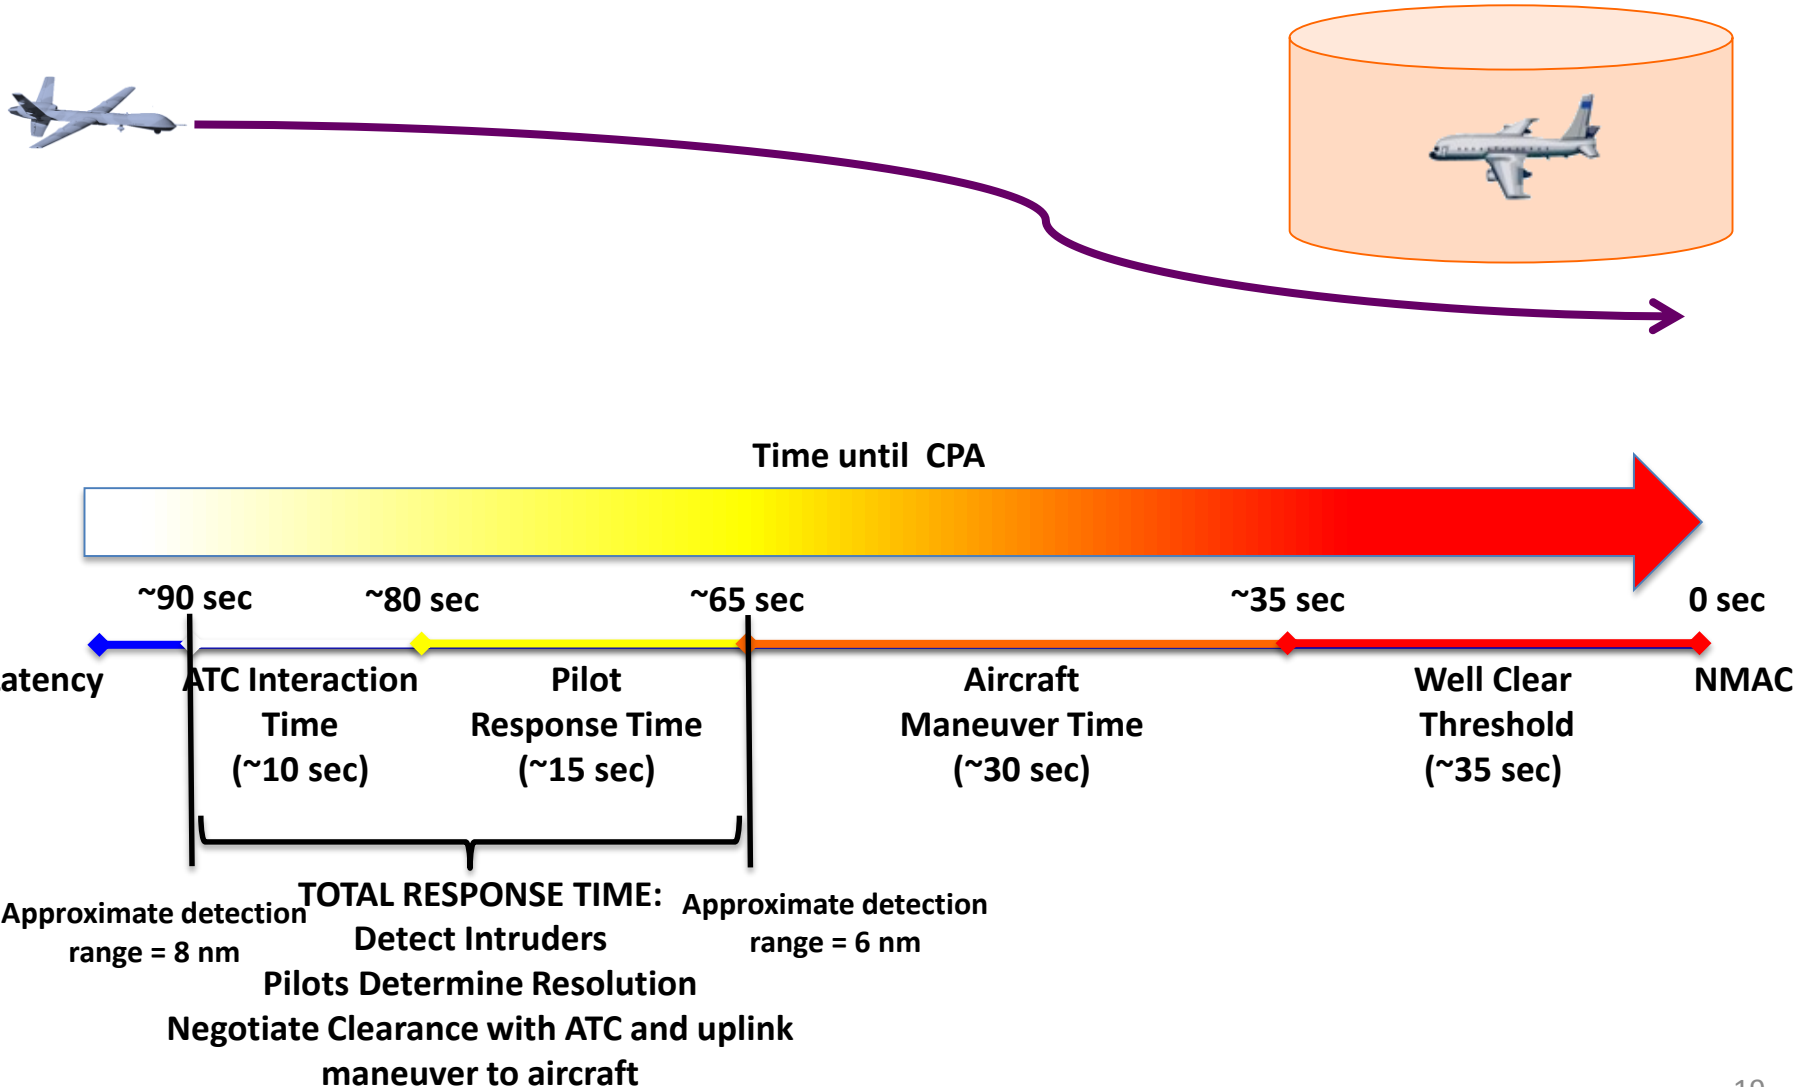 Time until CPA
~90 sec
~80 sec
~65 sec
~35 sec
0 sec
atency
ATC Interaction
Time
(~10 sec)
Pilot
Response Time
(~15 sec)
Aircraft
Maneuver Time
(~30 sec)
Well Clear
Threshold
(~35 sec)
NMAC
Approximate detection
range = 8 nm
TOTAL RESPONSE TIME:
Detect Intruders
Pilots Determine Resolution
Negotiate Clearance with ATC and uplink
maneuver to aircraft
Approximate detection
range = 6 nm